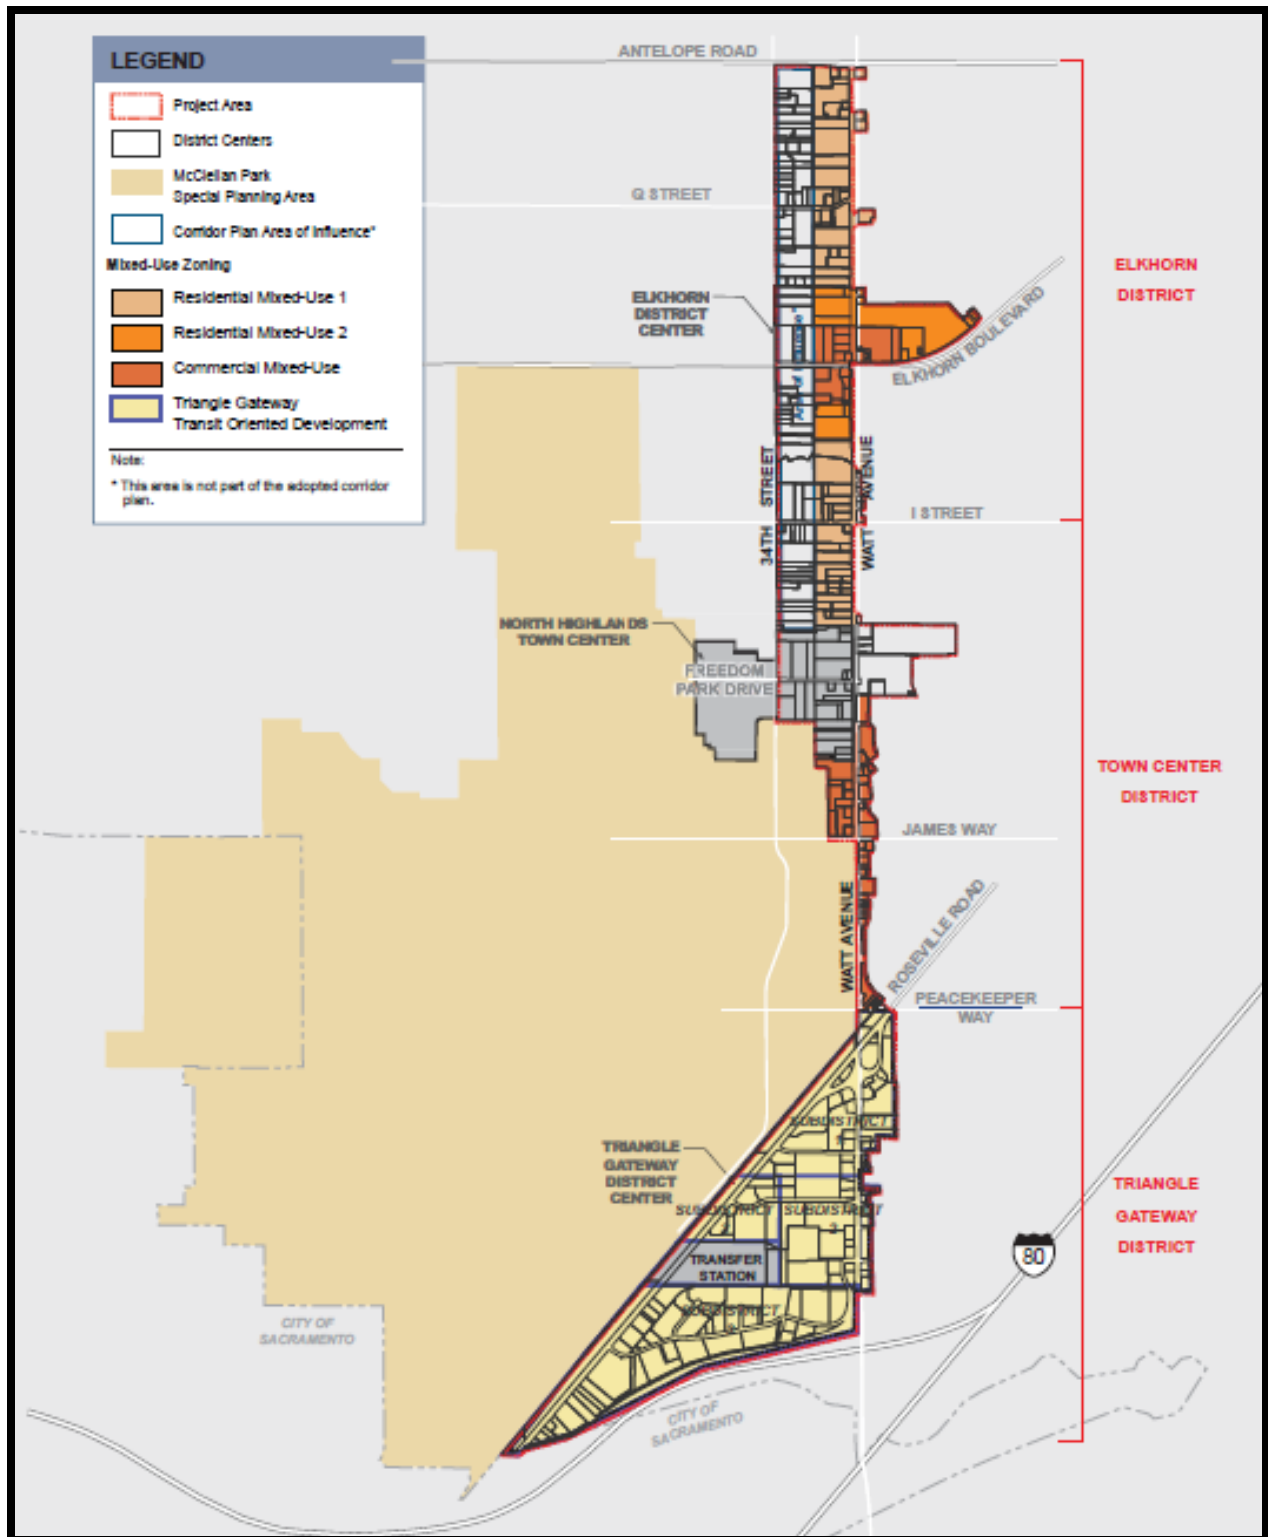 LEGEND
Project Area
District Centers
McClellan Park
Special Planning Area
Corridor Plan Area of Influence*
Mixed-Use Zoning
Residential Mixed-Use 1
Residential Mixed-Use 2
Commercial Mixed-Use
Triangle Gateway
Transit Oriented Development
Note:
* This area is not part of the adopted corridor
plan.
ANTELOPE ROAD
Q STREET
ELKHORN
DISTRICT
CENTER
ELKHORN BOULEVARD
ELKHORN
DISTRICT
Area of Influence*
34TH STREET
WATT AVENUE
I STREET
NORTH HIGHLANDS
TOWN CENTER
FREEDOM
PARK DRIVE
TOWN CENTER
DISTRICT
JAMES WAY
WATT AVENUE
ROSEVILLE ROAD
PEACEKEEPER
WAY
SUBDISTRICT
TRIANGLE
GATEWAY
DISTRICT
CENTER
SUBDISTRICT
SUBDISTRICT
TRANSFER
STATION
SUBDISTRICT
TRIANGLE
GATEWAY
DISTRICT
80
CITY OF
SACRAMENTO
CITY OF
SACRAMENTO